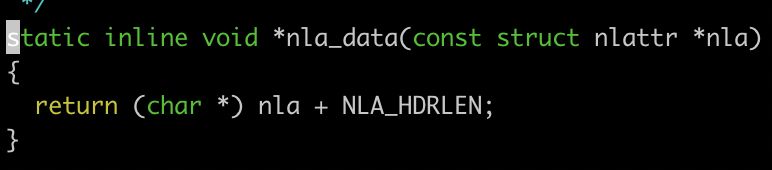 */
static inline void *nla_data(const struct nlattr *nla)
{
  return (char *) nla + NLA_HDRLEN;
}